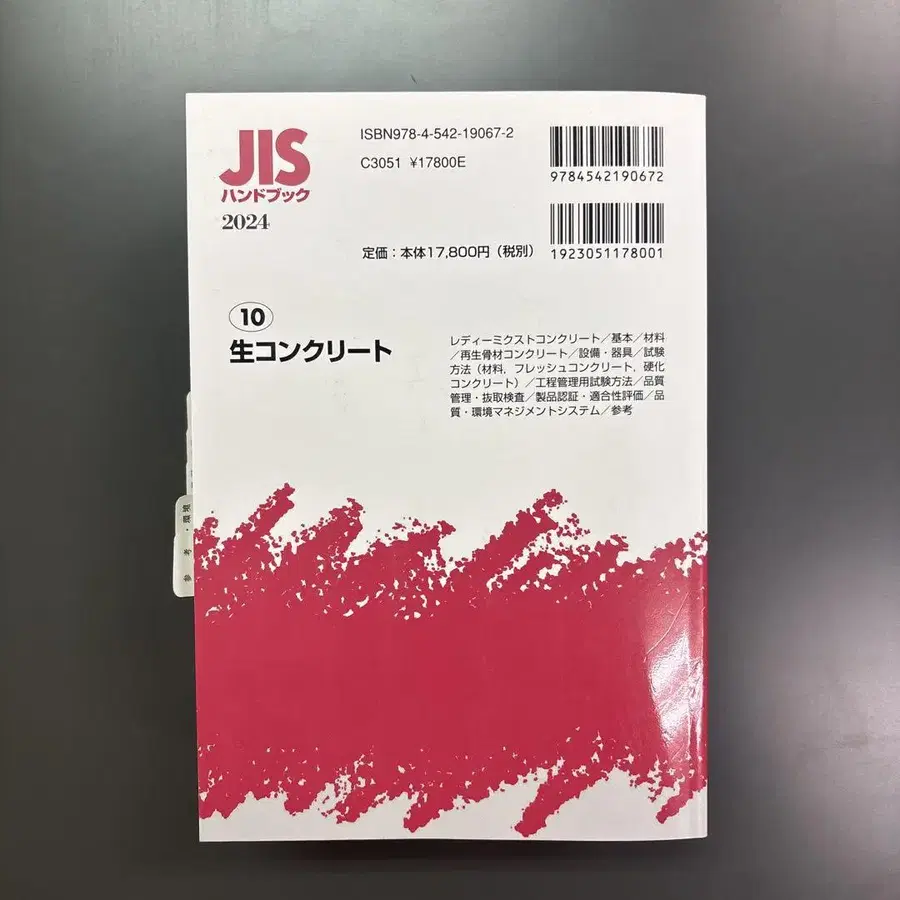 JIS
ハンドブック
2024
ISBN978-4-542-19067-2
C3051 ¥17800E
定価：本体17,800円（税別）
9784542190672
1923051178001
10
生コンクリート
レディーミクストコンクリート／基本／材料
／再生骨材コンクリート／設備・器具／試験
方法（材料，フレッシュコンクリート，硬化
コンクリート）／工程管理用試験方法／品質
管理・抜取検査／製品認証・適合性評価／品
質・環境マネジメントシステム／参考
参考・環境